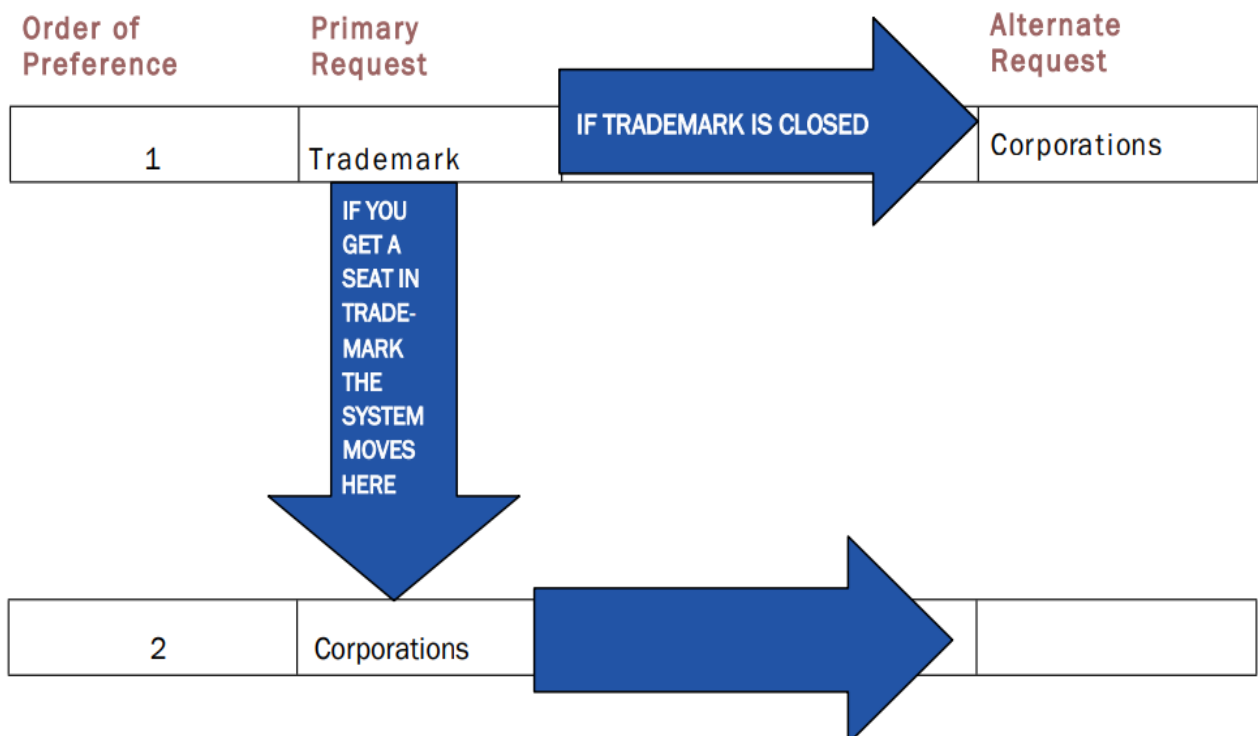 Order of
Preference
Primary
Request
Alternate
Request
1
Trademark
IF TRADEMARK IS CLOSED
Corporations
IF YOU
GET A
SEAT IN
TRADE-
MARK
THE
SYSTEM
MOVES
HERE
2
Corporations